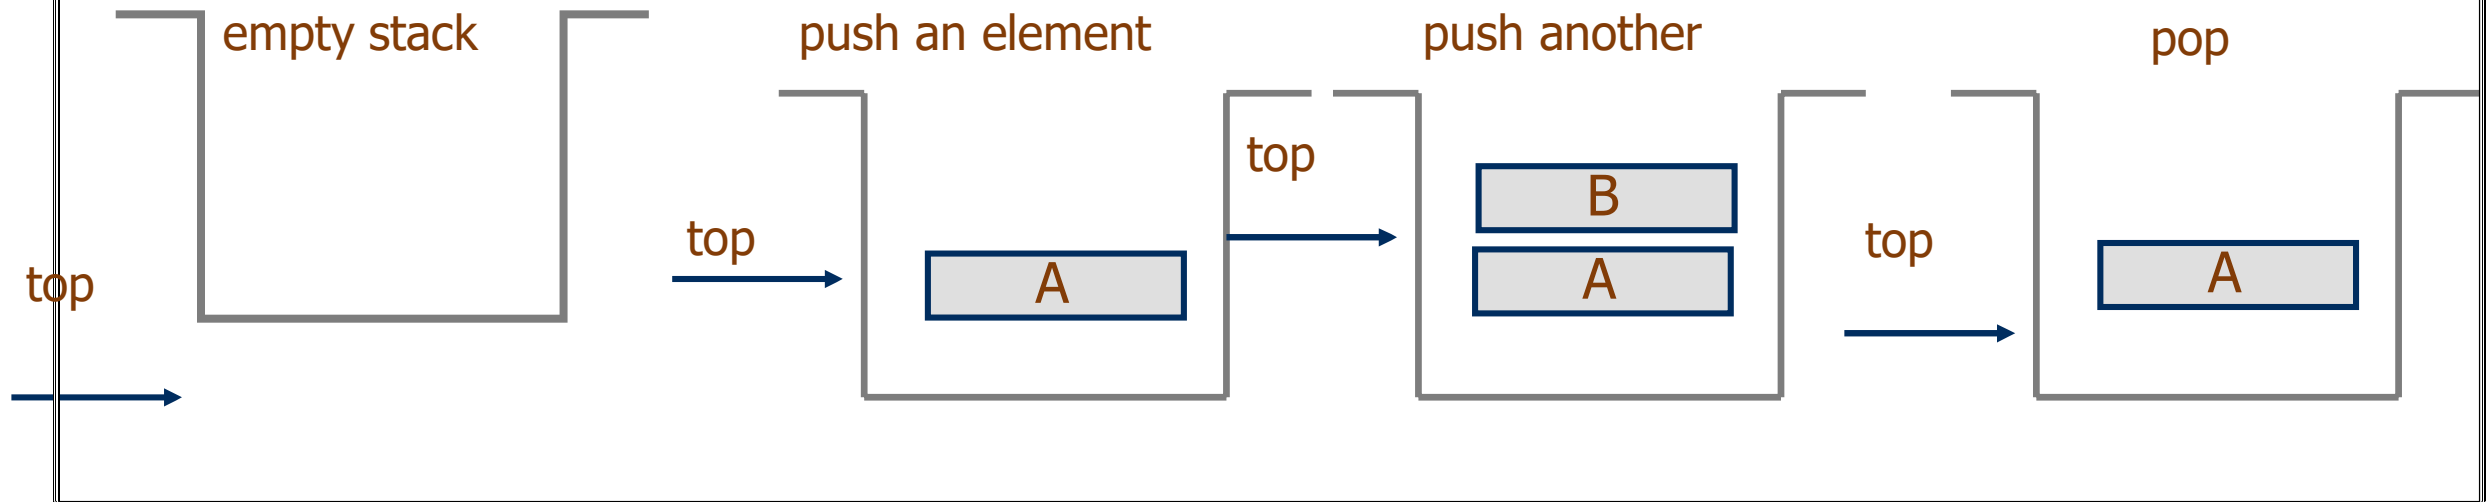 empty stack
push an element
push another
pop
top
top
top
top
B
A
A
A